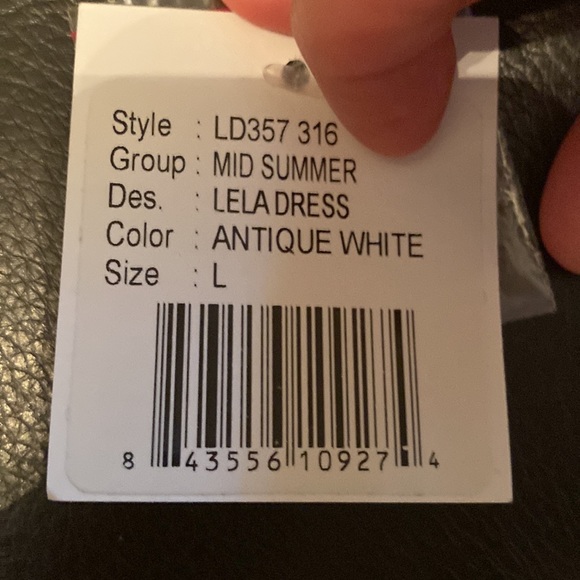 Style : LD357 316
Group : MID SUMMER
Des. : LELA DRESS
Color : ANTIQUE WHITE
Size : L
8 43556 10927 4